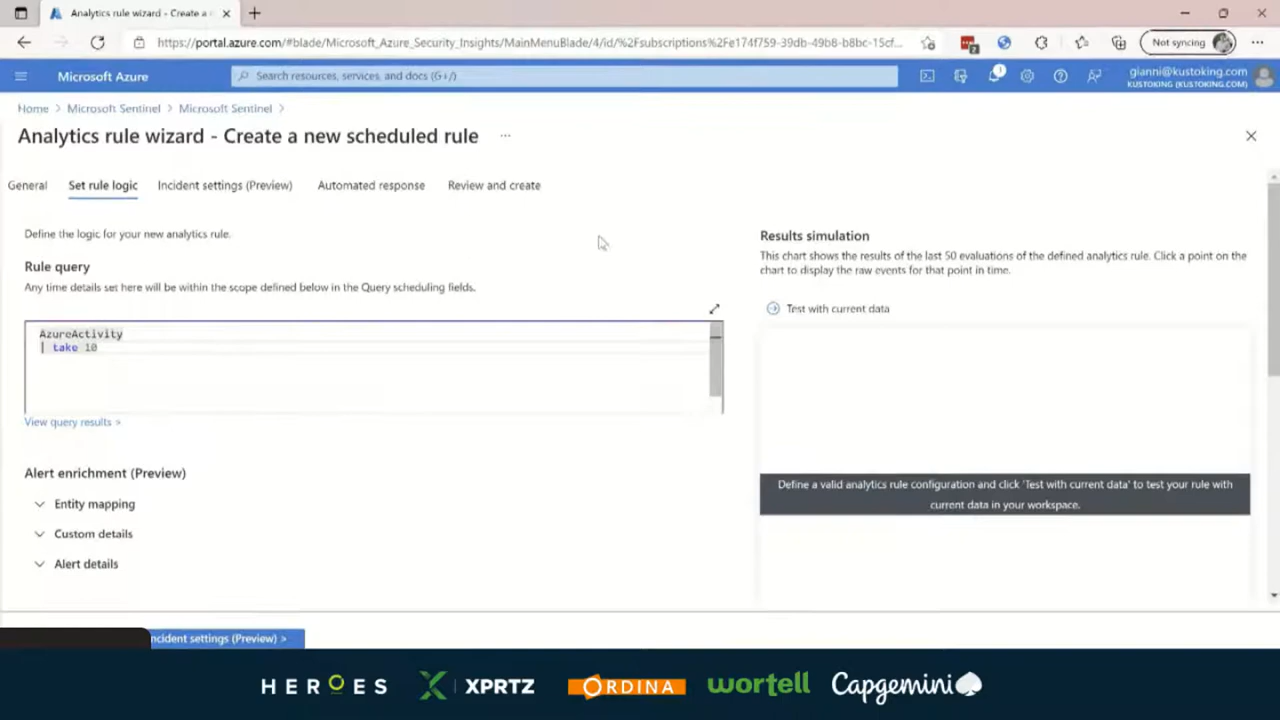 Analytics rule wizard - Create a n
https://portal.azure.com/#blade/Microsoft_Azure_Security_Insights/MainMenuBlade/4/id/%2Fsubscriptions%2Fe174f759-39db-49b8-b8bc-15cf...
Not syncing
Microsoft Azure
Search resources, services, and docs (G+/)
1
gianni@kustoking.com
KUSTOKING (KUSTOKING.COM)
Home > Microsoft Sentinel > Microsoft Sentinel >
Analytics rule wizard - Create a new scheduled rule ...
General Set rule logic Incident settings (Preview) Automated response Review and create
Define the logic for your new analytics rule.
Rule query
Any time details set here will be within the scope defined below in the Query scheduling fields.
AzureActivity
| take 10
View query results >
Alert enrichment (Preview)
Entity mapping
Custom details
Alert details
Results simulation
This chart shows the results of the last 50 evaluations of the defined analytics rule. Click a point on the
chart to display the raw events for that point in time.
Test with current data
Define a valid analytics rule configuration and click 'Test with current data' to test your rule with
current data in your workspace.
ncident settings (Preview) >
HEROES XPRTZ ORDINA wortell Capgemini